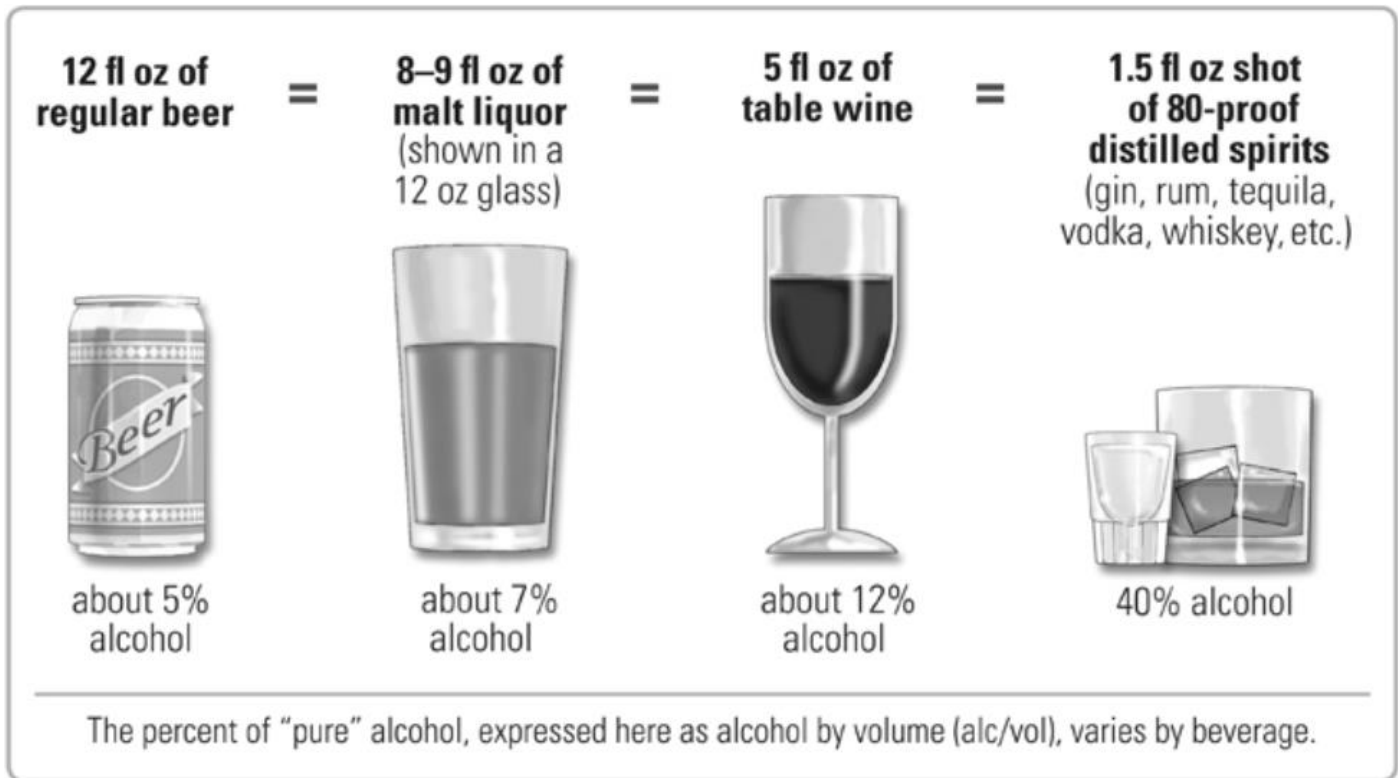 12 fl oz of
regular beer
=
8–9 fl oz of
malt liquor
(shown in a
12 oz glass)
=
5 fl oz of
table wine
=
1.5 fl oz shot
of 80-proof
distilled spirits
(gin, rum, tequila,
vodka, whiskey, etc.)
Beer
about 5%
alcohol
about 7%
alcohol
about 12%
alcohol
40% alcohol
The percent of “pure” alcohol, expressed here as alcohol by volume (alc/vol), varies by beverage.